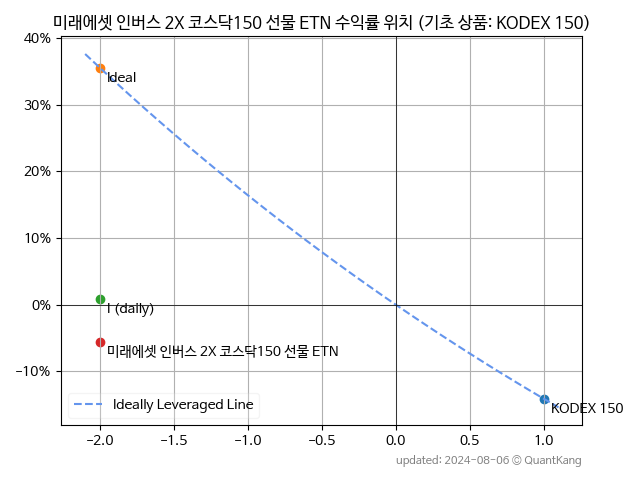 미래에셋 인버스 2X 코스닥150 선물 ETN 수익률 위치 (기초 상품: KODEX 150)
40%
Ideal
30%
20%
10%
0%
I (daily)
미래에셋 인버스 2X 코스닥150 선물 ETN
−10%
Ideally Leveraged Line
KODEX 150
−2.0 −1.5 −1.0 −0.5 0.0 0.5 1.0
updated: 2024-08-06 © QuantKang